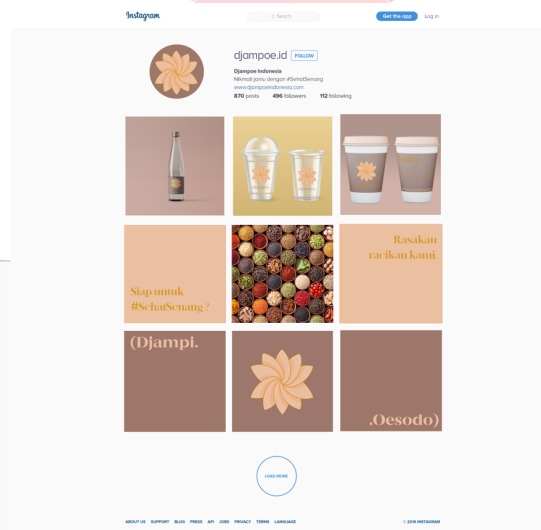 Instagram
Search
Get the app
Log in
djampoe.id
FOLLOW
Djampoe Indonesia
Nikmati jamu dengan #SehatSenang
www.djampoeindonesia.com
870 posts 496 followers 112 following
Siap untuk
#SehatSenang ?
Rasakan
racikan kami.
(Djampi.
.Oesodo)
LOAD MORE
ABOUT US SUPPORT BLOG PRESS API JOBS PRIVACY TERMS LANGUAGE
© 2016 INSTAGRAM